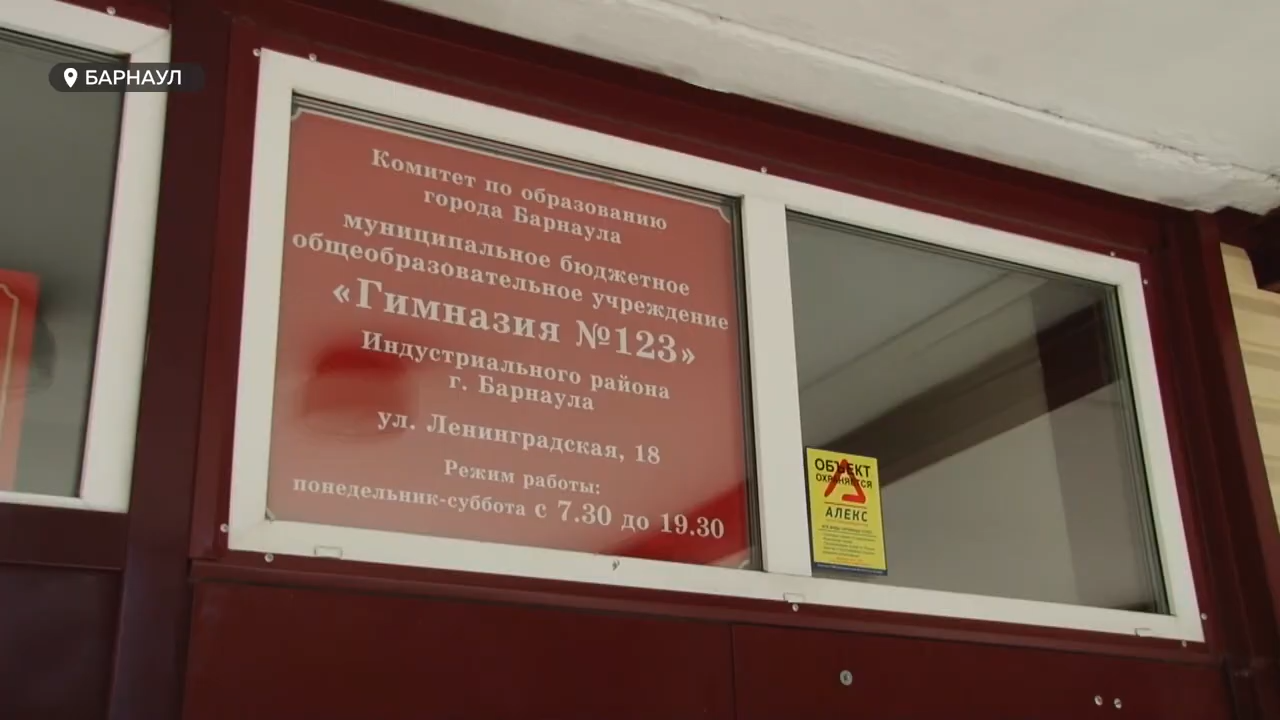 БАРНАУЛ
Комитет по образованию
города Барнаула
муниципальное бюджетное
общеобразовательное учреждение
«Гимназия №123»
Индустриального района
г. Барнаула
ул. Ленинградская, 18
Режим работы:
понедельник-суббота с 7.30 до 19.30
ОБЪЕКТ
ОХРАНЯЕТСЯ
АЛЕКС